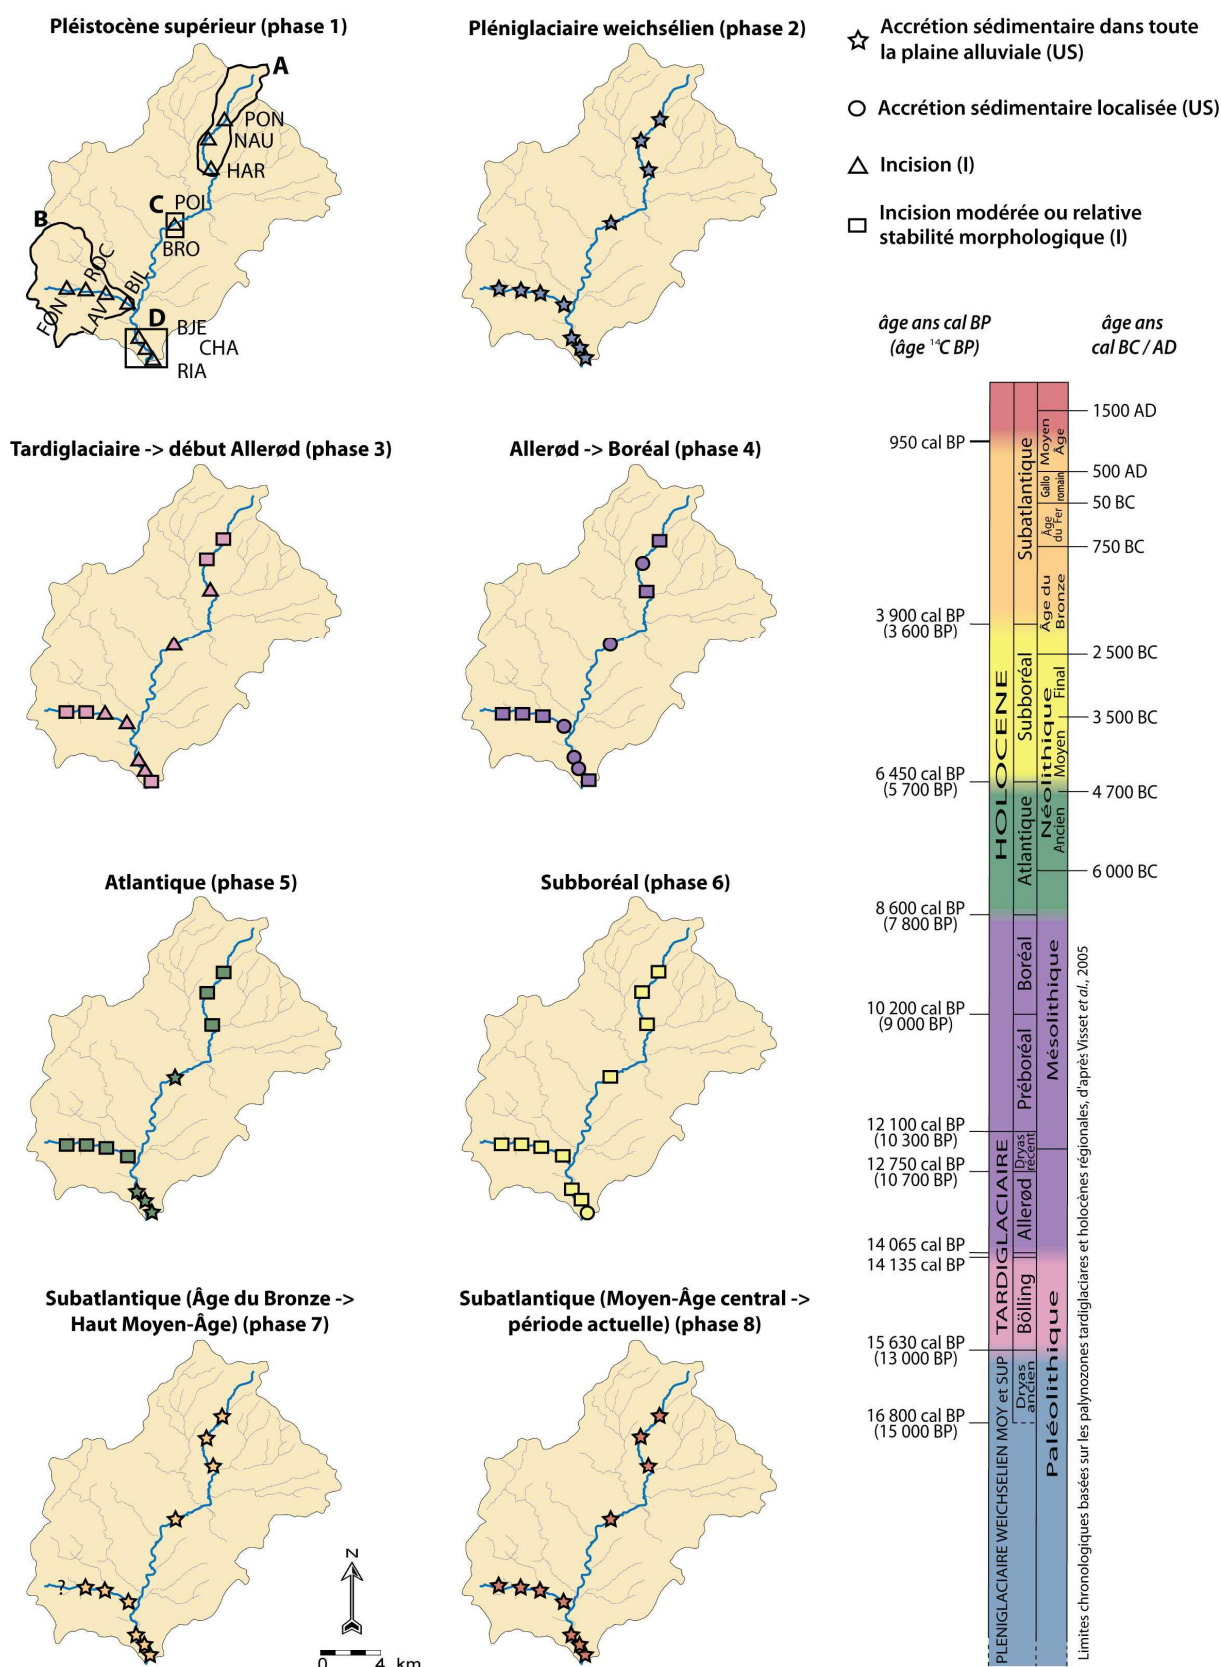 Pléistocène supérieur (phase 1)
A
PON
NAU
HAR
C
POL
BRO
B
ROC
BIL
FON
LAV
D
BJE
CHA
RIA
Pléniglaciaire weichsélien (phase 2)
Accrétion sédimentaire dans toute
la plaine alluviale (US)
Accrétion sédimentaire localisée (US)
Incision (I)
Incision modérée ou relative
stabilité morphologique (I)
Tardiglaciaire -> début Allerød (phase 3)
Allerød -> Boréal (phase 4)
Atlantique (phase 5)
Subboréal (phase 6)
Subatlantique (Âge du Bronze ->
Haut Moyen-Âge) (phase 7)
?
N
0 4 km
Subatlantique (Moyen-Âge central ->
période actuelle) (phase 8)
âge ans cal BP
(âge ¹⁴C BP)
âge ans
cal BC / AD
950 cal BP
3 900 cal BP
(3 600 BP)
6 450 cal BP
(5 700 BP)
8 600 cal BP
(7 800 BP)
10 200 cal BP
(9 000 BP)
12 100 cal BP
(10 300 BP)
12 750 cal BP
(10 700 BP)
14 065 cal BP
14 135 cal BP
15 630 cal BP
(13 000 BP)
16 800 cal BP
(15 000 BP)
HOLOCENE
TARDIGLACIAIRE
PLENIGLACIAIRE WEICHSELIEN MOY et SUP
Subatlantique
Subboréal
Atlantique
Boréal
Préboréal
Dryas
récent
Allerød
Bölling
Dryas
ancien
Moyen
Âge
Gallo
romain
Âge
du Fer
Âge du
Bronze
Néolithique
Final
Moyen
Ancien
Mésolithique
Paléolithique
1500 AD
500 AD
50 BC
750 BC
2 500 BC
3 500 BC
4 700 BC
6 000 BC
Limites chronologiques basées sur les palynozones tardiglaciares et holocènes régionales, d'après Visset et al., 2005